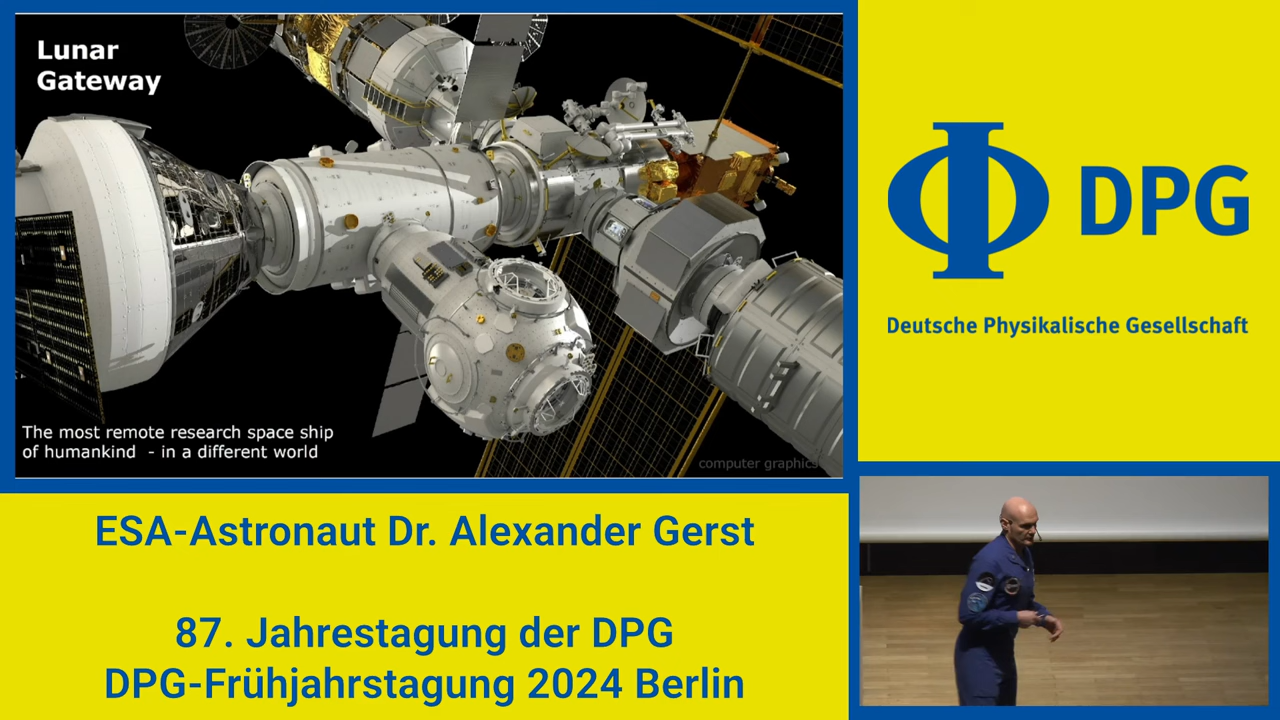 Lunar
Gateway
The most remote research space ship
of humankind - in a different world
computer graphics
DPG
Deutsche Physikalische Gesellschaft
ESA-Astronaut Dr. Alexander Gerst
87. Jahrestagung der DPG
DPG-Frühjahrstagung 2024 Berlin